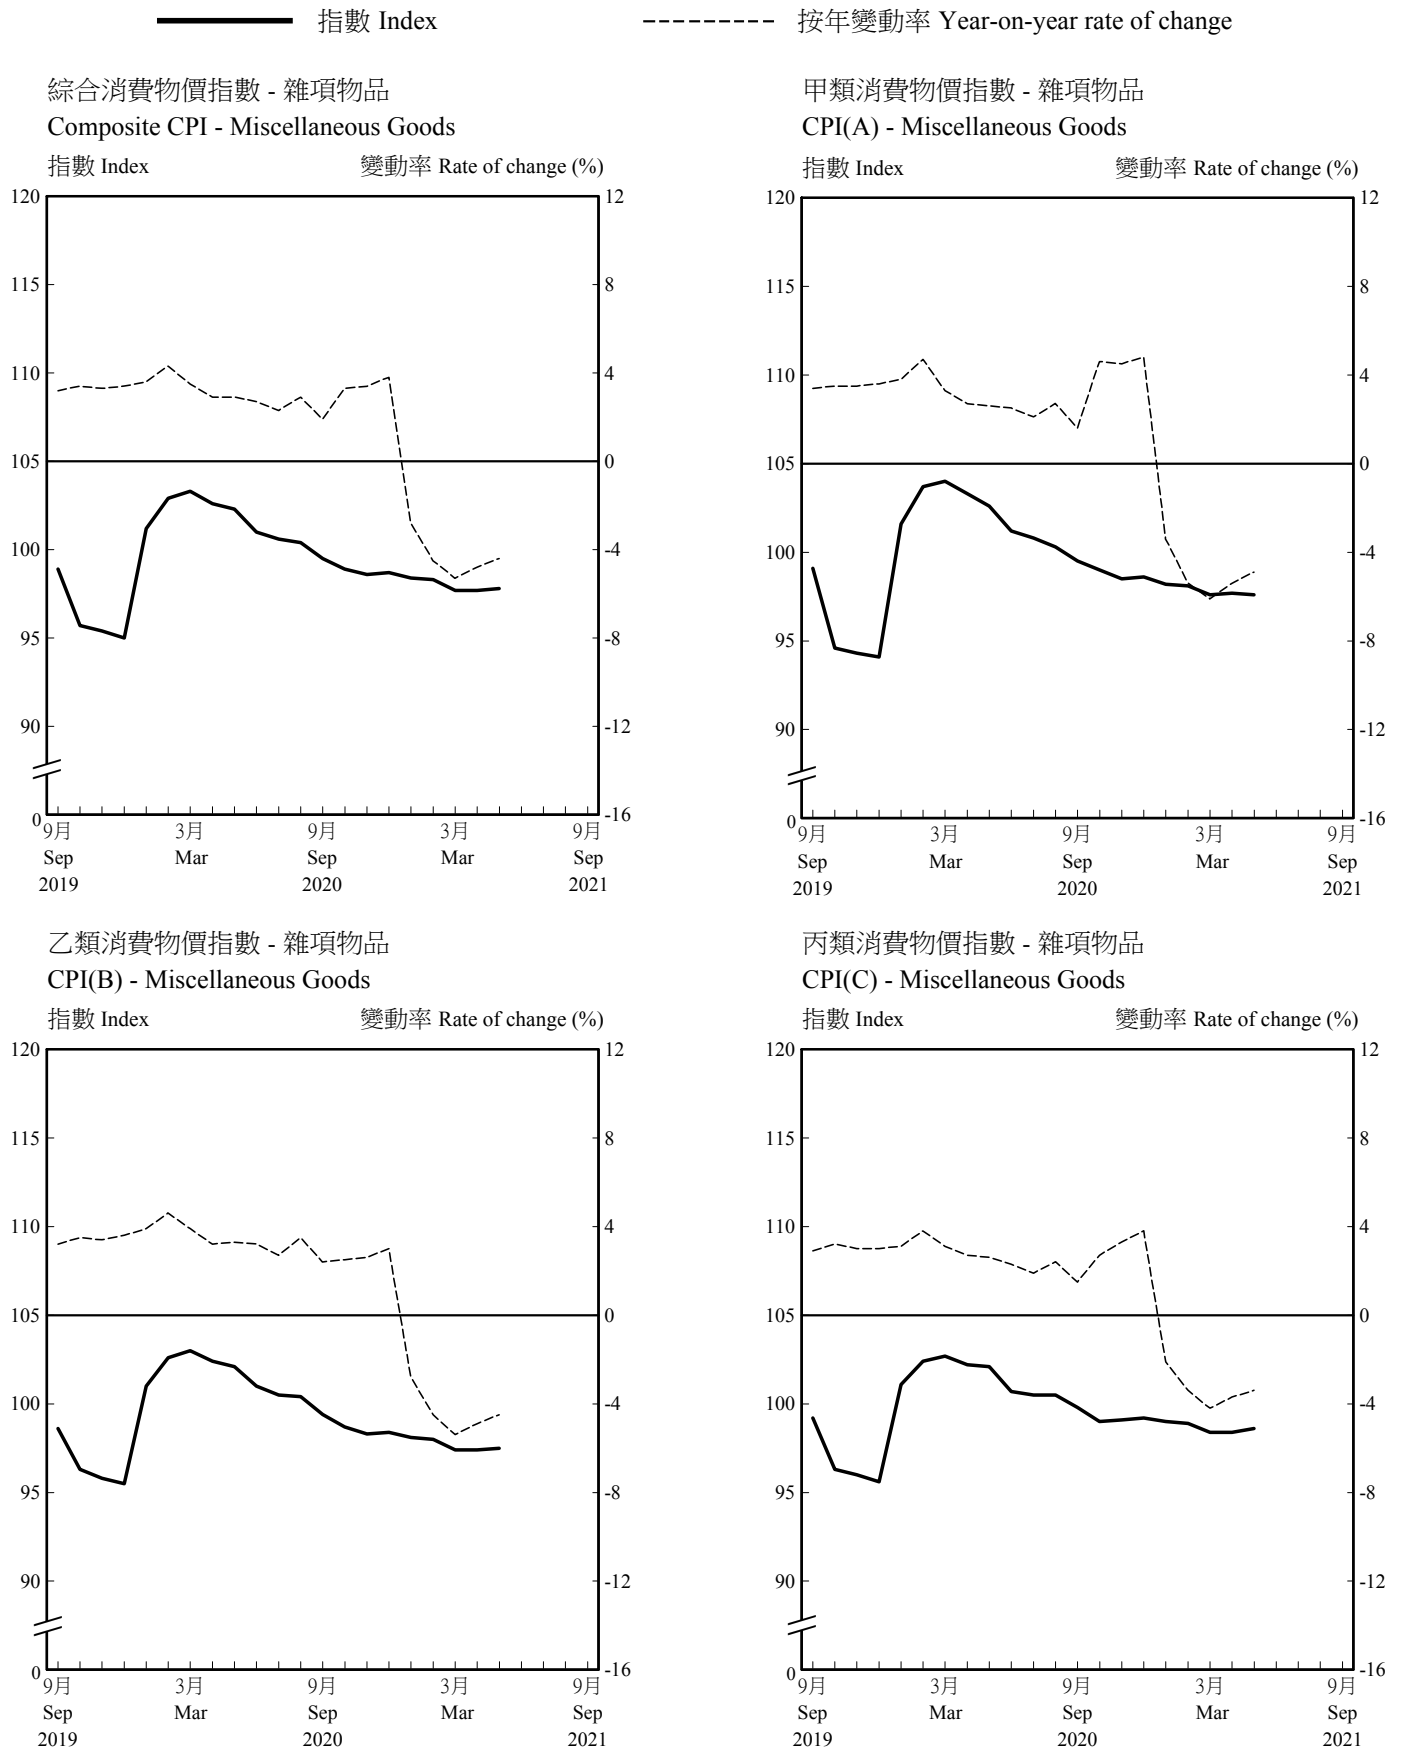 指數 Index
按年變動率 Year-on-year rate of change
綜合消費物價指數 - 雜項物品
Composite CPI - Miscellaneous Goods
指數 Index
變動率 Rate of change (%)
120
115
110
105
100
95
90
0
12
8
4
0
-4
-8
-12
-16
9月 3月 9月 3月 9月
Sep Mar Sep Mar Sep
2019 2020 2021
甲類消費物價指數 - 雜項物品
CPI(A) - Miscellaneous Goods
指數 Index
變動率 Rate of change (%)
120
115
110
105
100
95
90
0
12
8
4
0
-4
-8
-12
-16
9月 3月 9月 3月 9月
Sep Mar Sep Mar Sep
2019 2020 2021
乙類消費物價指數 - 雜項物品
CPI(B) - Miscellaneous Goods
指數 Index
變動率 Rate of change (%)
120
115
110
105
100
95
90
0
12
8
4
0
-4
-8
-12
-16
9月 3月 9月 3月 9月
Sep Mar Sep Mar Sep
2019 2020 2021
丙類消費物價指數 - 雜項物品
CPI(C) - Miscellaneous Goods
指數 Index
變動率 Rate of change (%)
120
115
110
105
100
95
90
0
12
8
4
0
-4
-8
-12
-16
9月 3月 9月 3月 9月
Sep Mar Sep Mar Sep
2019 2020 2021